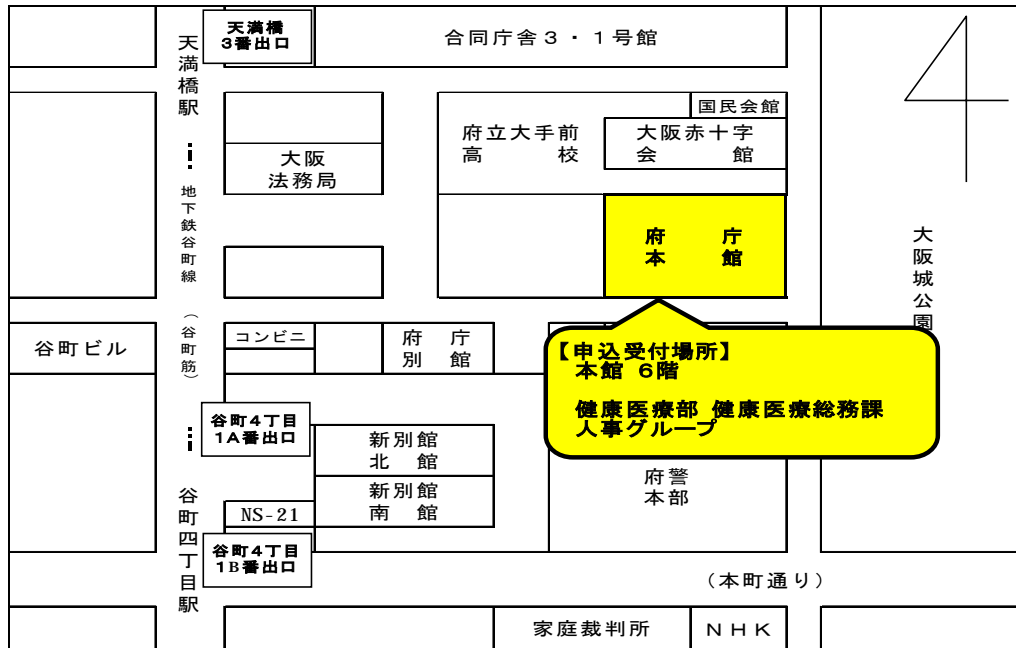 天満橋
3番出口
合同庁舎3・1号館
天満橋駅
国民会館
府立大手前
高　　校
大阪赤十字
会　　館
大阪
法務局
地下鉄谷町線
(谷町筋)
府　庁
本　館
大阪城公園
谷町ビル
コンビニ
府　庁
別　館
【申込受付場所】
本館 6階
健康医療部 健康医療総務課
人事グループ
谷町4丁目
1A番出口
新別館
北　館
新別館
南　館
府警
本部
NS-21
谷町四丁目駅
谷町4丁目
1B番出口
(本町通り)
家庭裁判所
NHK